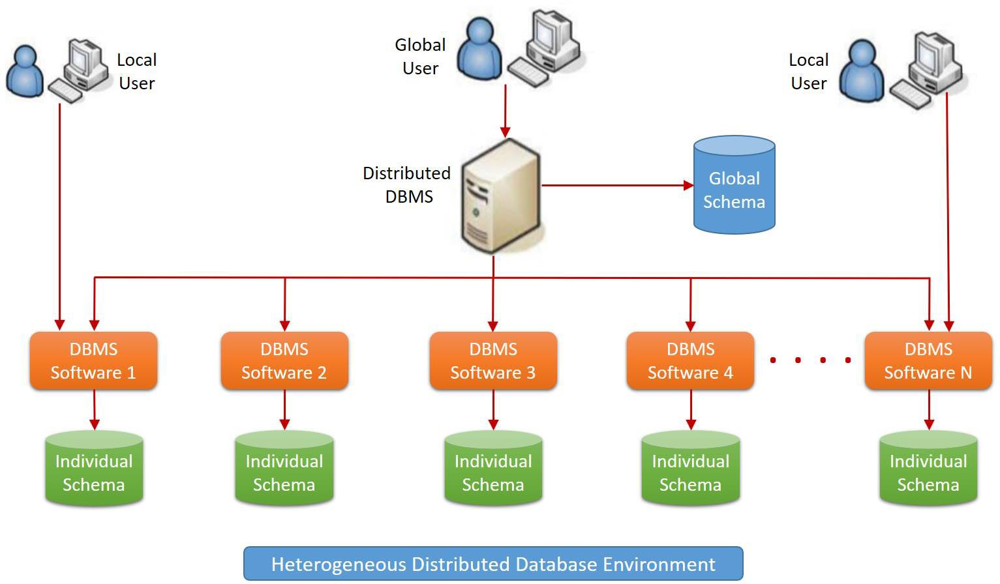 Local
User
Global
User
Local
User
Distributed
DBMS
Global
Schema
DBMS
Software 1
DBMS
Software 2
DBMS
Software 3
DBMS
Software 4
DBMS
Software N
Individual
Schema
Individual
Schema
Individual
Schema
Individual
Schema
Individual
Schema
Heterogeneous Distributed Database Environment